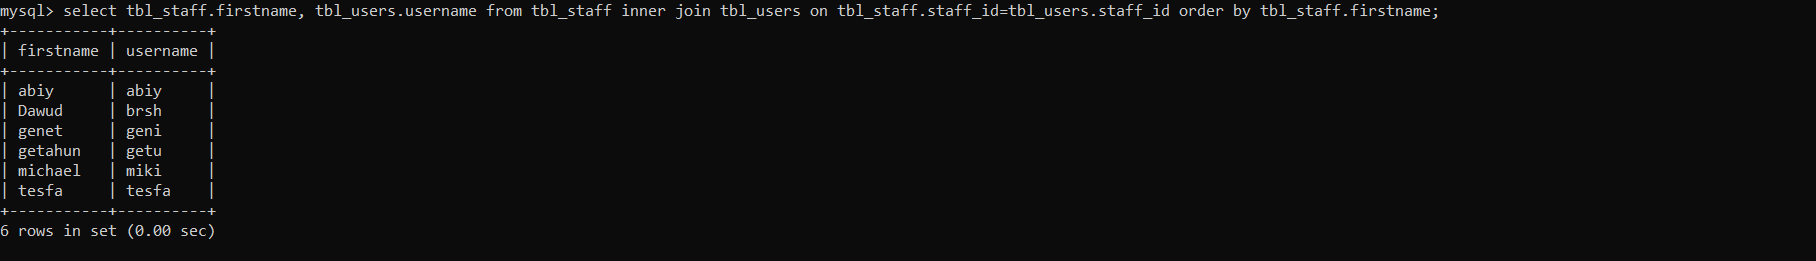 mysql> select tbl_staff.firstname, tbl_users.username from tbl_staff inner join tbl_users on tbl_staff.staff_id=tbl_users.staff_id order by tbl_staff.firstname;
+-----------+----------+
| firstname | username |
+-----------+----------+
| abiy      | abiy     |
| Dawud     | brsh     |
| genet     | geni     |
| getahun   | getu     |
| michael   | miki     |
| tesfa     | tesfa    |
+-----------+----------+
6 rows in set (0.00 sec)